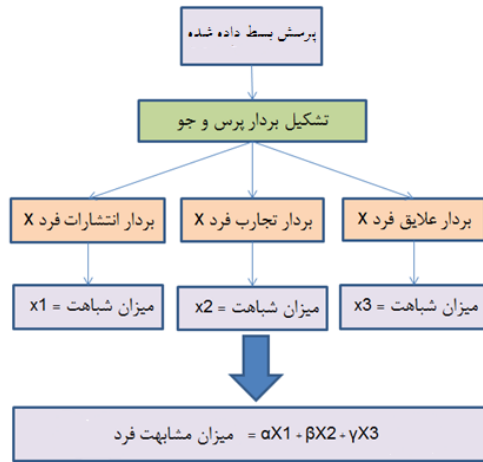 پرسش بسط داده شده
تشکیل بردار پرس و جو
بردار علایق فرد X
بردار تجارب فرد X
بردار انتشارات فرد X
میزان شباهت = x3
میزان شباهت = x2
میزان شباهت = x1
میزان مشابهت فرد = αX1 + βX2 + γX3